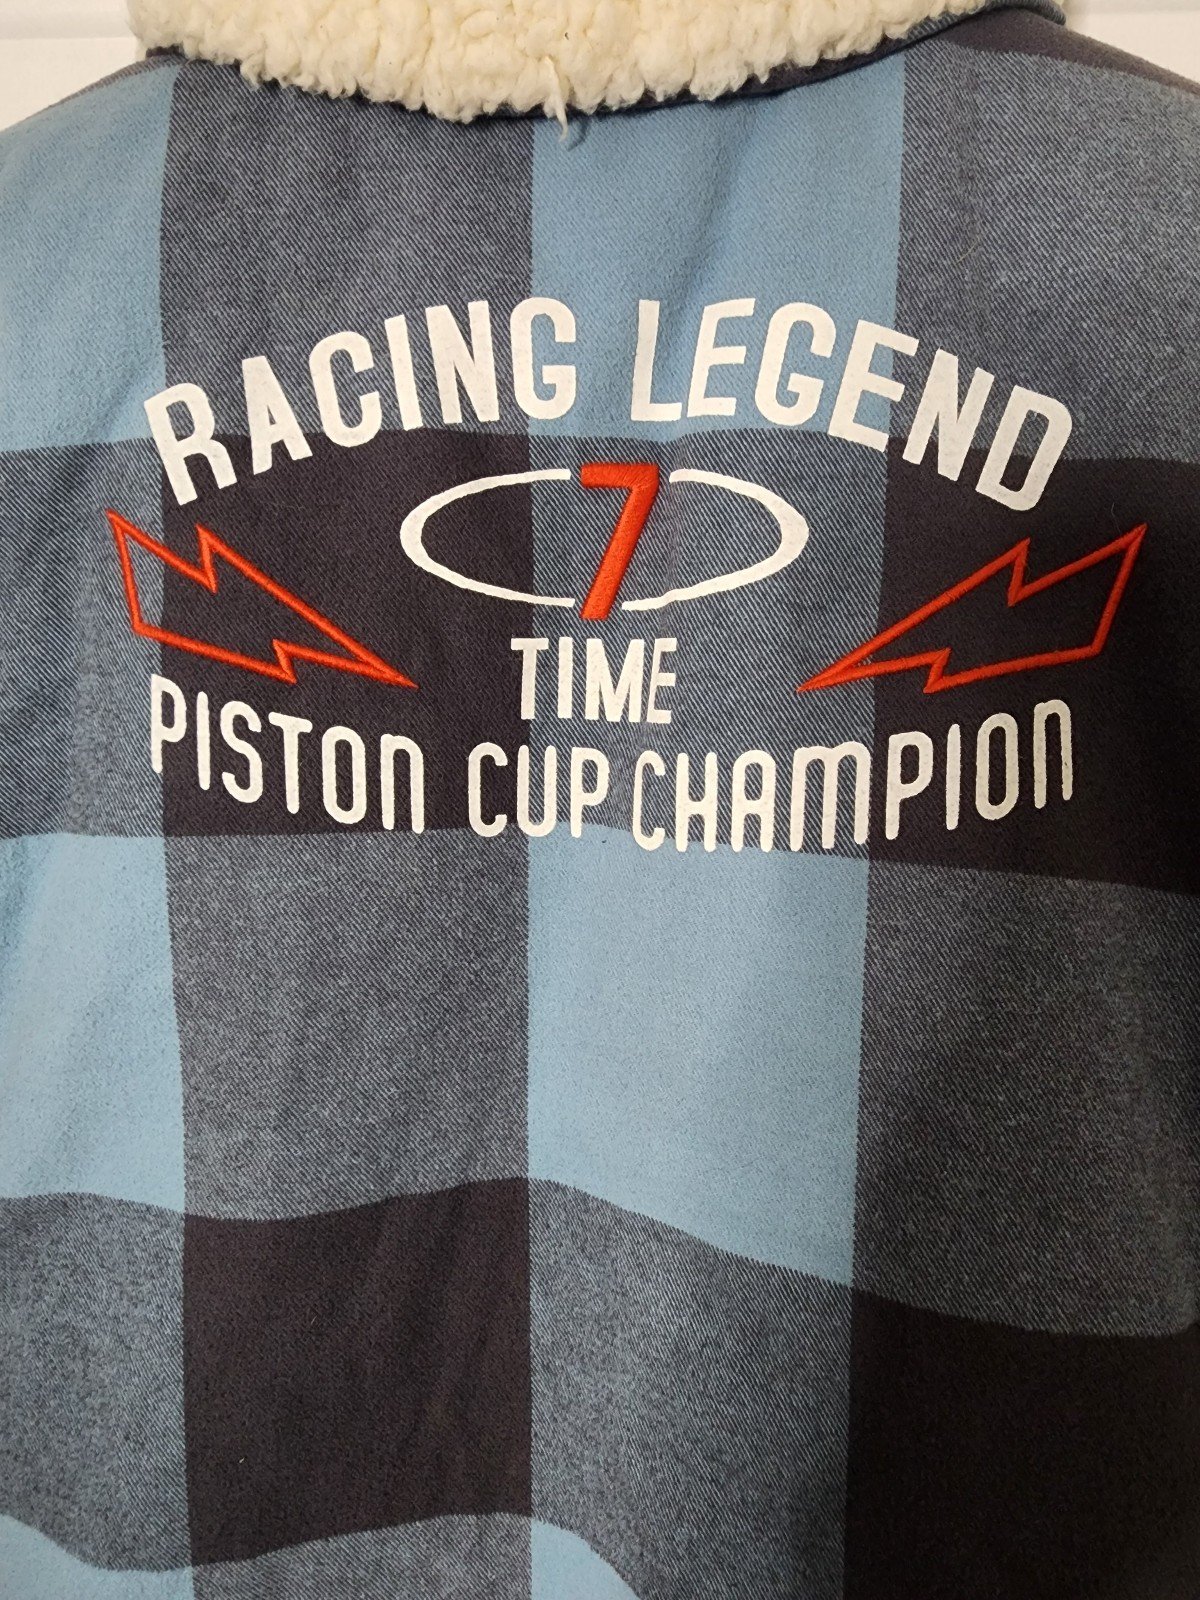 RACING LEGEND
7
TIME
PISTON CUP CHAMPION